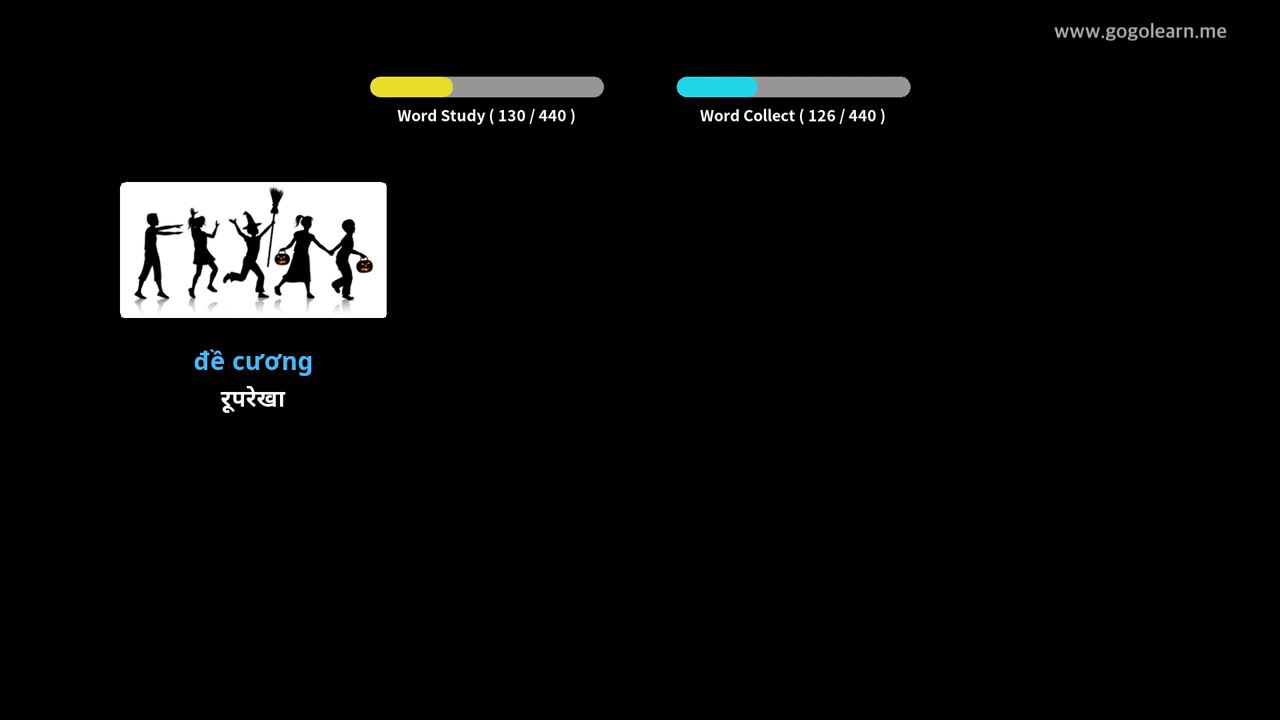 www.gogolearn.me
Word Study ( 130 / 440 )
Word Collect ( 126 / 440 )
đề cương
रूपरेखा